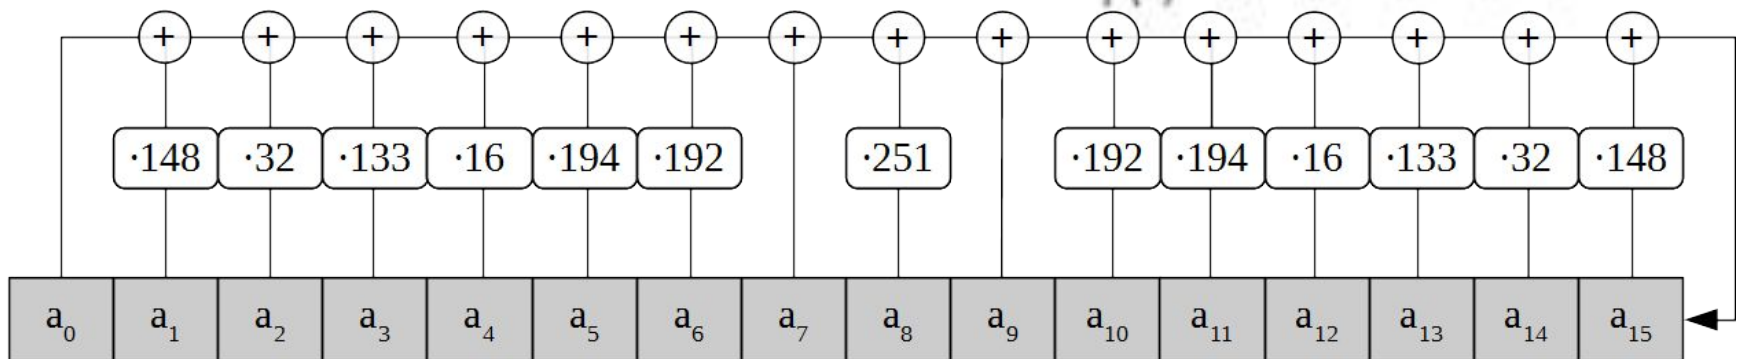 + + + + + + + + + + + + + + +
·148 ·32 ·133 ·16 ·194 ·192 ·251 ·192 ·194 ·16 ·133 ·32 ·148
a₀ a₁ a₂ a₃ a₄ a₅ a₆ a₇ a₈ a₉ a₁₀ a₁₁ a₁₂ a₁₃ a₁₄ a₁₅